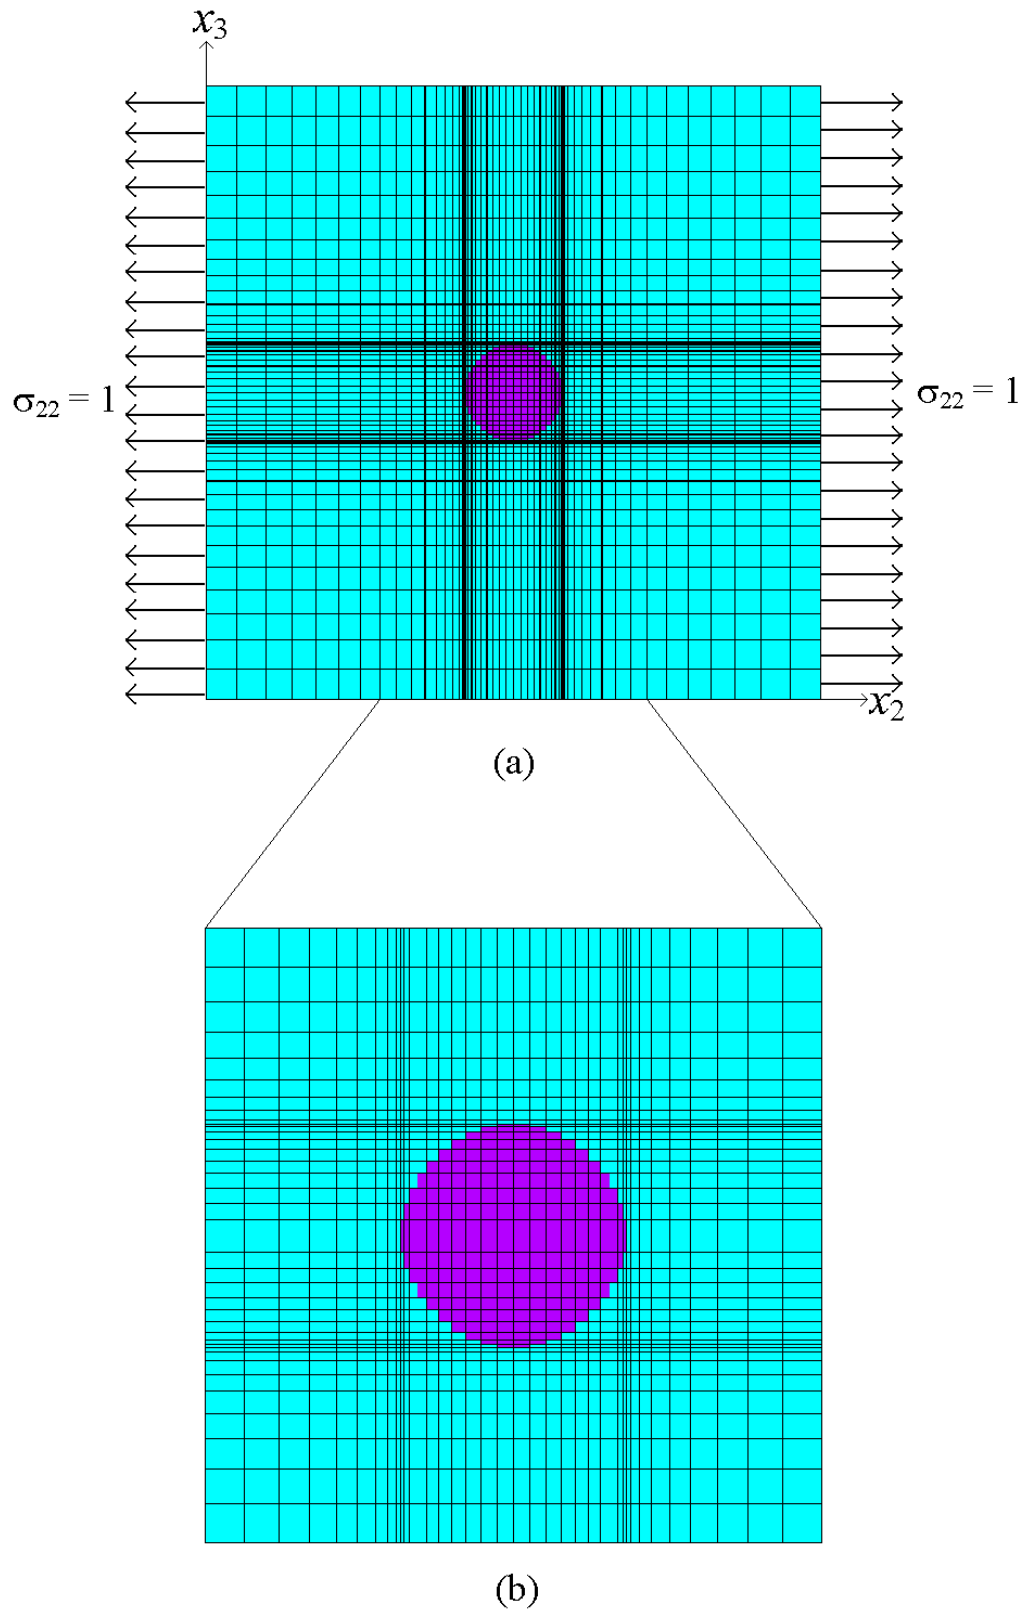 x₃
σ₂₂ = 1
σ₂₂ = 1
x₂
(a)
(b)